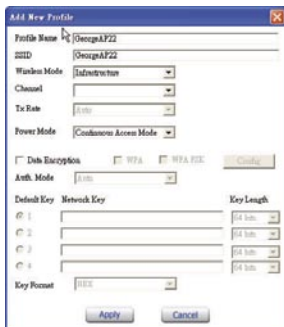 Add New Profile
Profile Name GeorgeAP22
SSID GeorgeAP22
Wireless Mode Infrastructure
Channel
Tx Rate Auto
Power Mode Continuous Access Mode
Data Encryption WPA WPA PSK Config
Auth. Mode Auto
Default Key Network Key Key Length
1 64 bits
2 64 bits
3 64 bits
4 64 bits
Key Format HEX
Apply Cancel